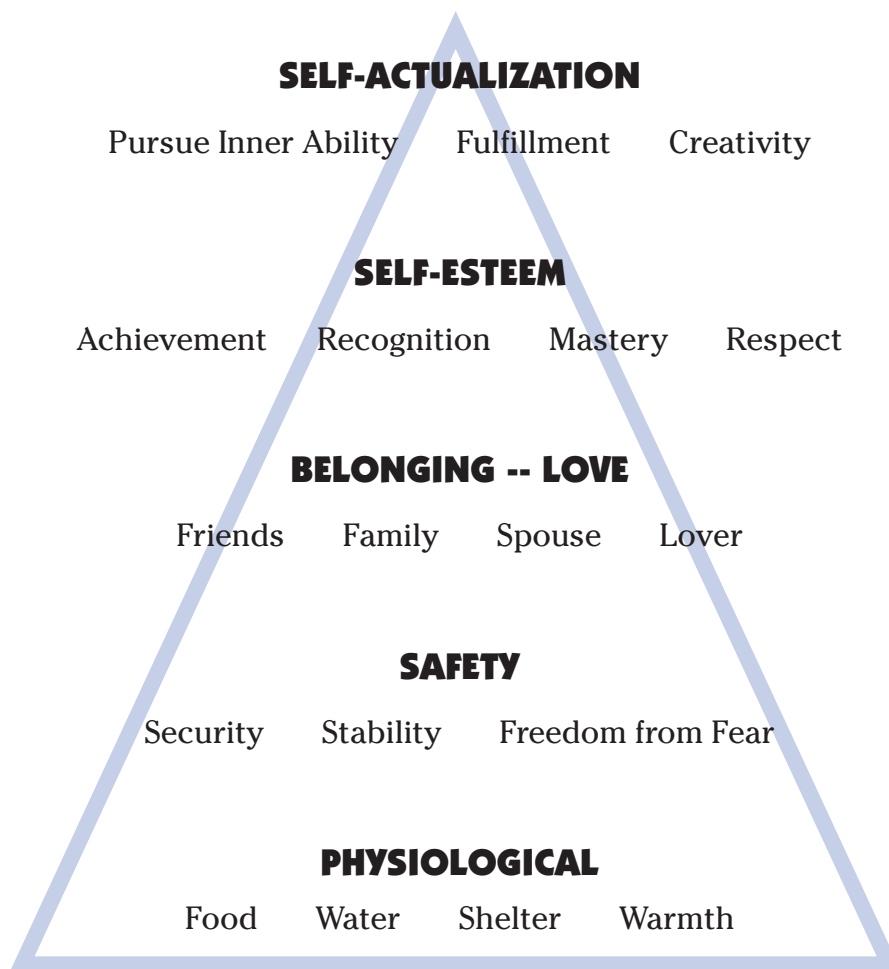 SELF-ACTUALIZATION
Pursue Inner Ability Fulfillment Creativity
SELF-ESTEEM
Achievement Recognition Mastery Respect
BELONGING -- LOVE
Friends Family Spouse Lover
SAFETY
Security Stability Freedom from Fear
PHYSIOLOGICAL
Food Water Shelter Warmth